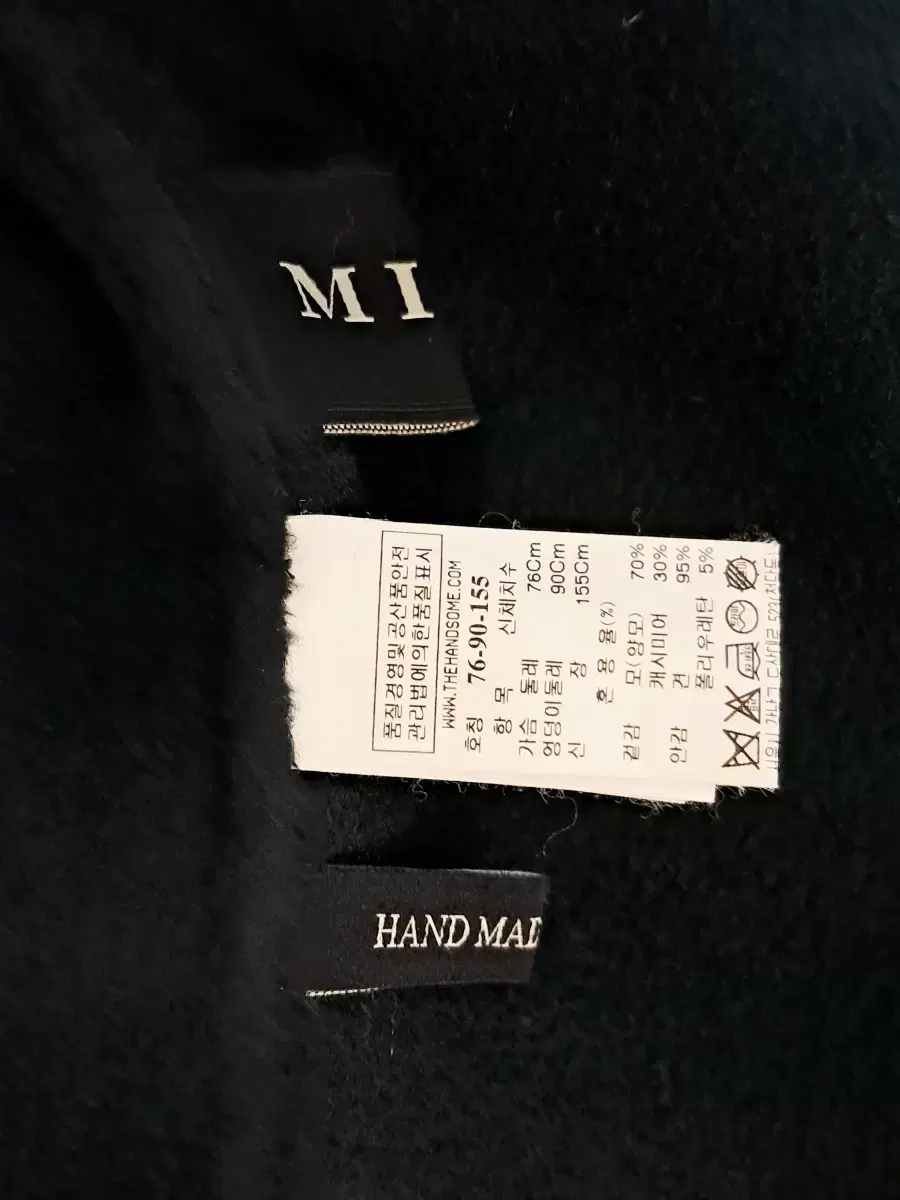 MI
품질경영및공산품안전
관리법에의한품질표시
WWW.THEHANDSOME.COM
호칭 76-90-155
항 목 신체치수
가슴 둘레 76Cm
엉덩이둘레 90Cm
신 장 155Cm
혼 용 율(%)
겉감 모(양모) 70%
캐시미어 30%
안감 견 95%
폴리우레탄 5%
HAND MAD